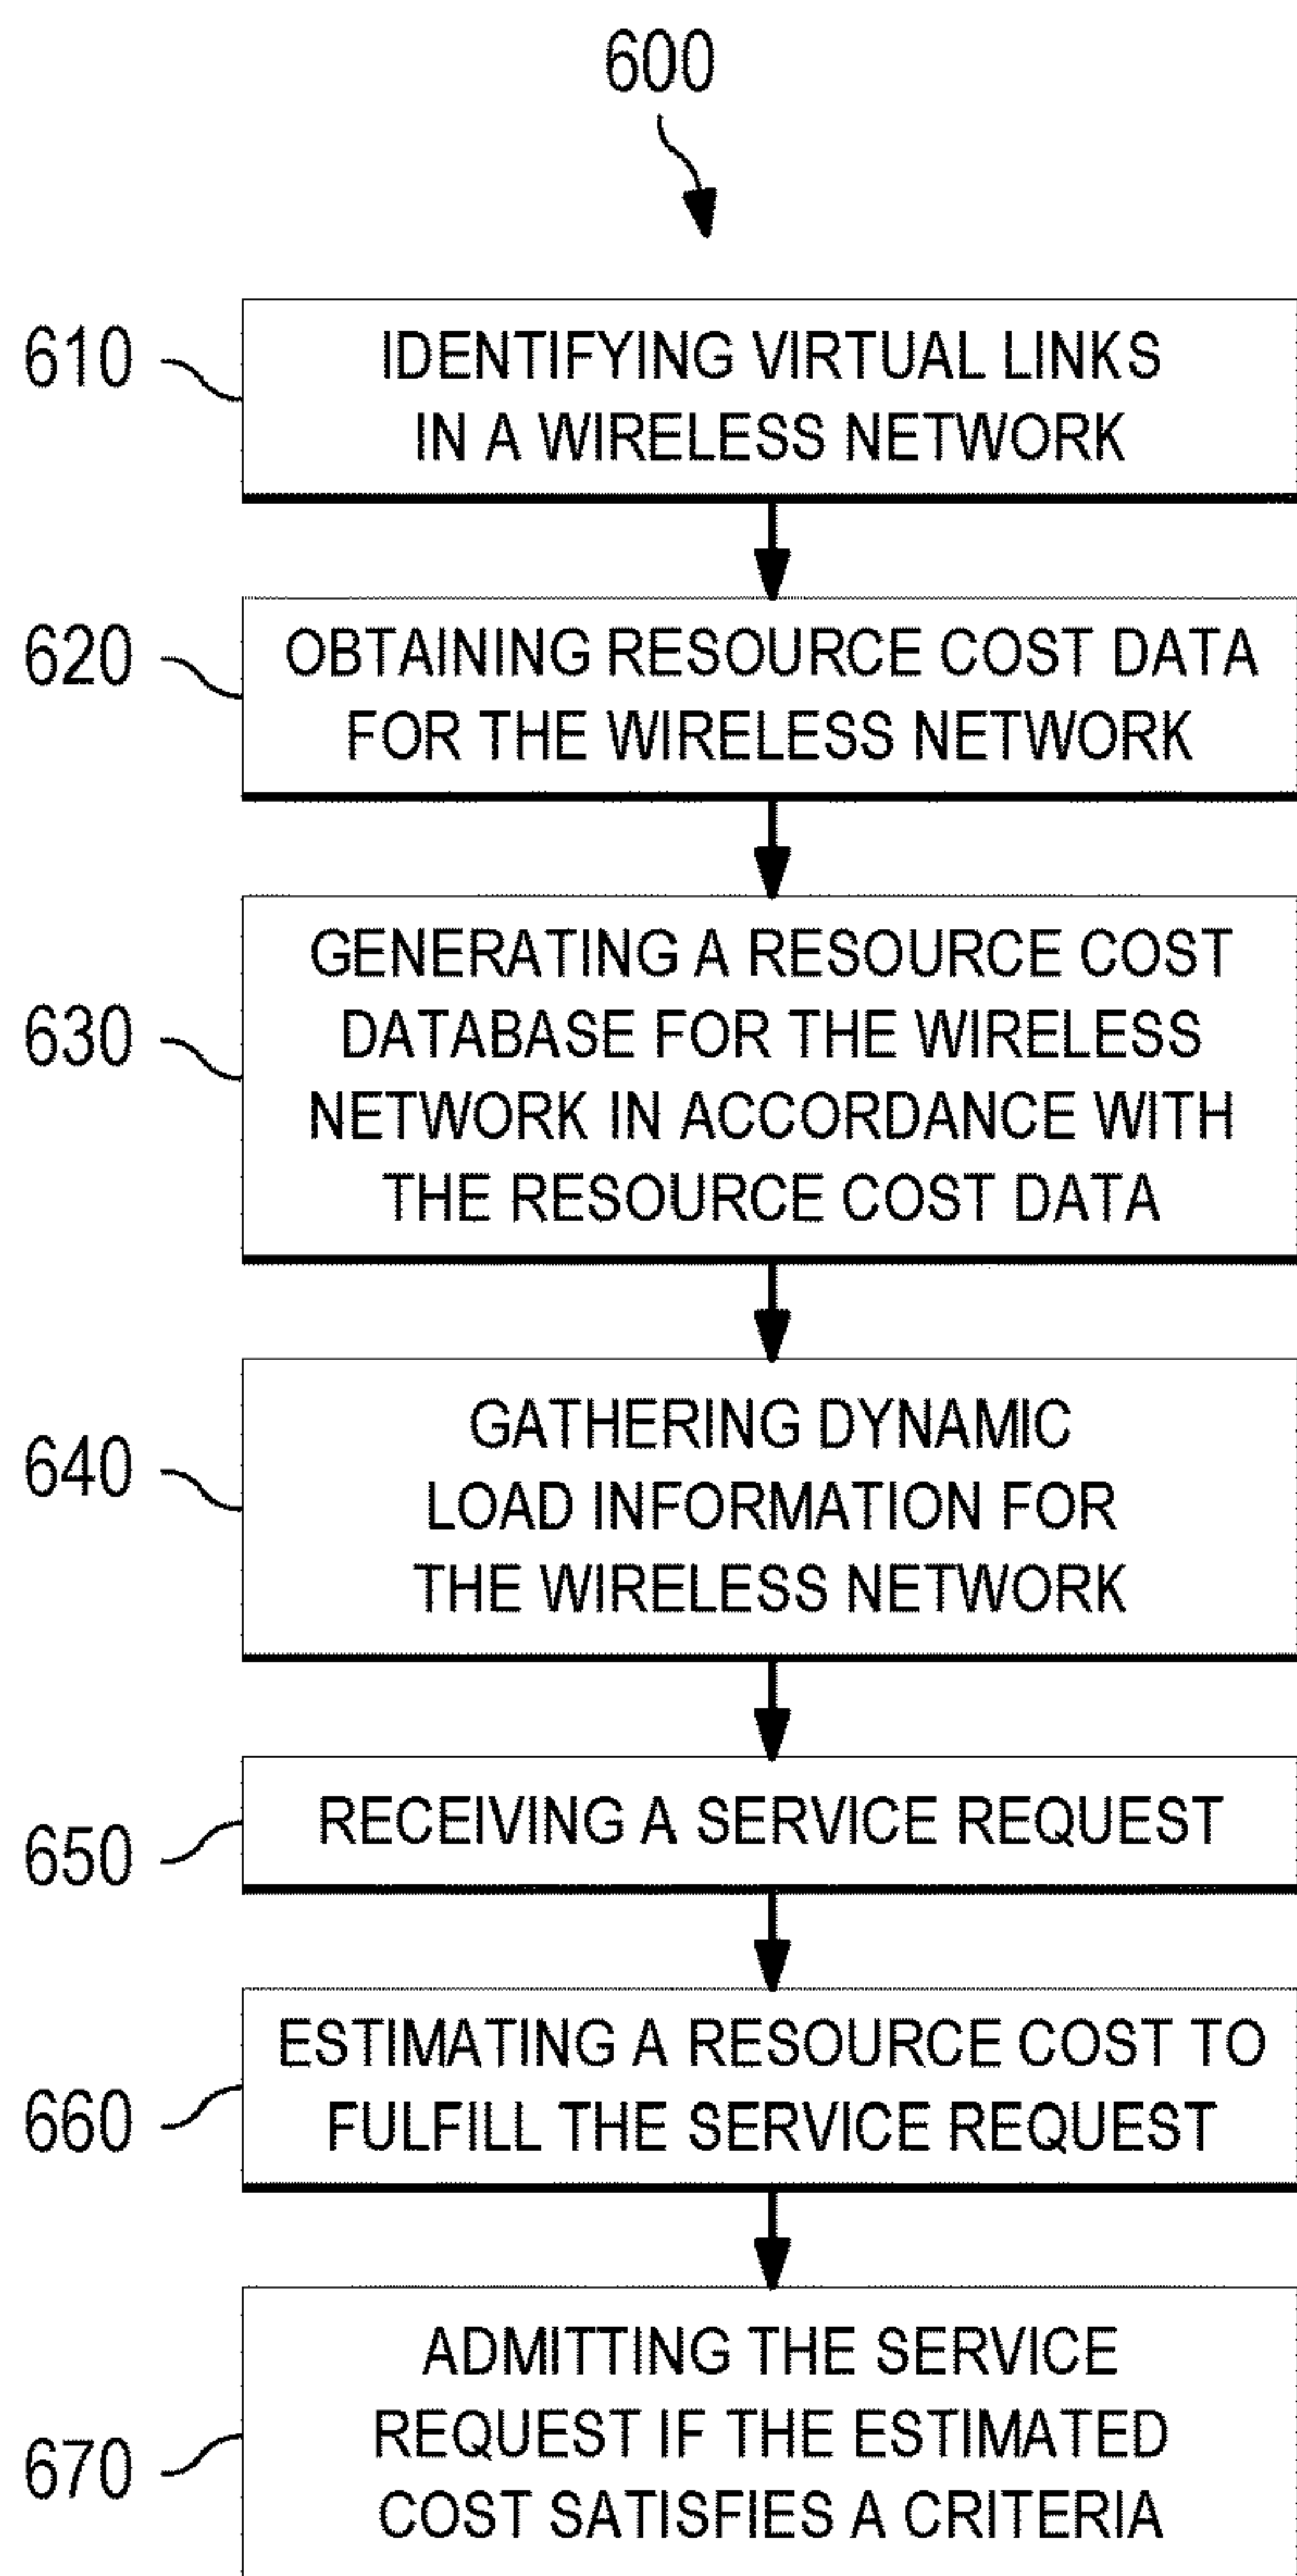 600
610
IDENTIFYING VIRTUAL LINKS
IN A WIRELESS NETWORK
620
OBTAINING RESOURCE COST DATA
FOR THE WIRELESS NETWORK
630
GENERATING A RESOURCE COST
DATABASE FOR THE WIRELESS
NETWORK IN ACCORDANCE WITH
THE RESOURCE COST DATA
640
GATHERING DYNAMIC
LOAD INFORMATION FOR
THE WIRELESS NETWORK
650
RECEIVING A SERVICE REQUEST
660
ESTIMATING A RESOURCE COST TO
FULFILL THE SERVICE REQUEST
670
ADMITTING THE SERVICE
REQUEST IF THE ESTIMATED
COST SATISFIES A CRITERIA